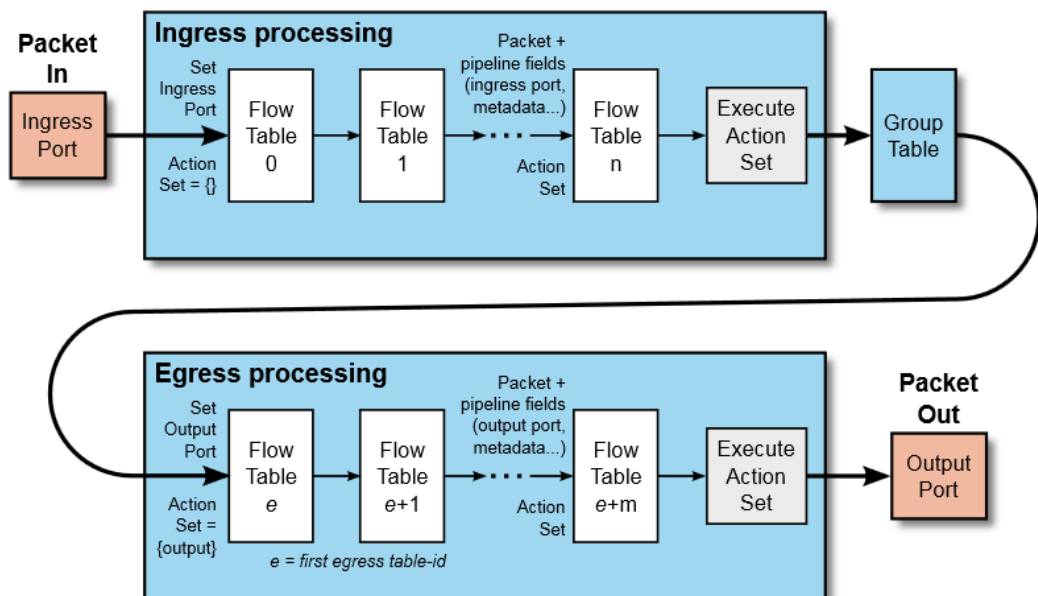 Packet
In
Ingress
Port
Ingress processing
Set
Ingress
Port
Action
Set = {}
Flow
Table
0
Flow
Table
1
Packet +
pipeline fields
(ingress port,
metadata...)
Action
Set
Flow
Table
n
Execute
Action
Set
Group
Table
Egress processing
Set
Output
Port
Action
Set =
{output}
Flow
Table
e
Flow
Table
e+1
e = first egress table-id
Packet +
pipeline fields
(output port,
metadata...)
Action
Set
Flow
Table
e+m
Execute
Action
Set
Packet
Out
Output
Port